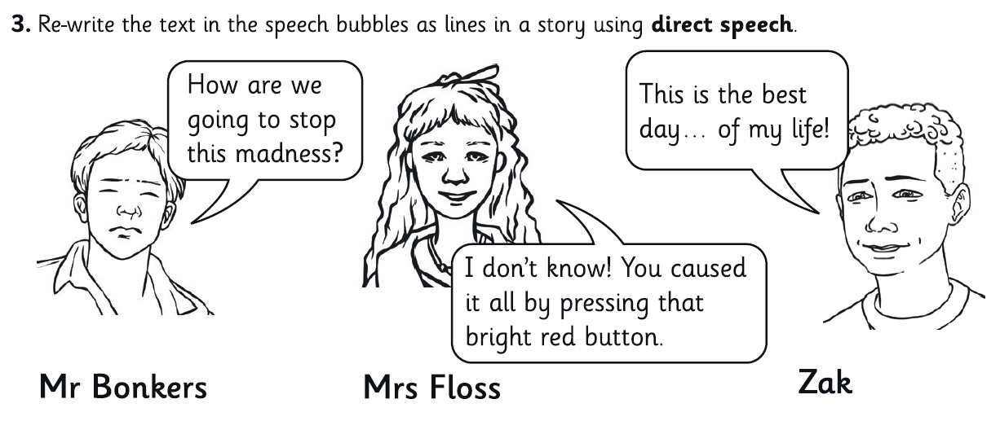 3. Re-write the text in the speech bubbles as lines in a story using direct speech.
How are we
going to stop
this madness?
I don't know! You caused
it all by pressing that
bright red button.
This is the best
day... of my life!
Mr Bonkers
Mrs Floss
Zak